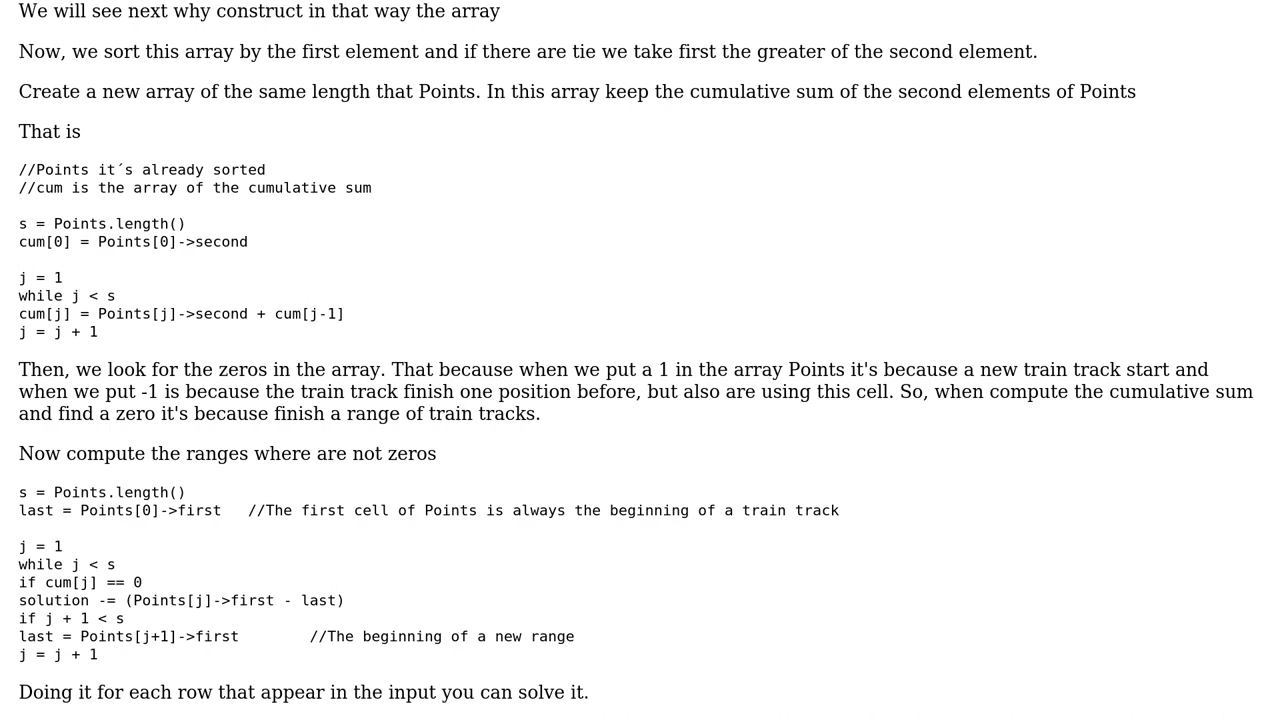 We will see next why construct in that way the array
Now, we sort this array by the first element and if there are tie we take first the greater of the second element.
Create a new array of the same length that Points. In this array keep the cumulative sum of the second elements of Points
That is
//Points it´s already sorted
//cum is the array of the cumulative sum
s = Points.length()
cum[0] = Points[0]->second
j = 1
while j < s
cum[j] = Points[j]->second + cum[j-1]
j = j + 1
Then, we look for the zeros in the array. That because when we put a 1 in the array Points it's because a new train track start and
when we put -1 is because the train track finish one position before, but also are using this cell. So, when compute the cumulative sum
and find a zero it's because finish a range of train tracks.
Now compute the ranges where are not zeros
s = Points.length()
last = Points[0]->first   //The first cell of Points is always the beginning of a train track
j = 1
while j < s
if cum[j] == 0
solution -= (Points[j]->first - last)
if j + 1 < s
last = Points[j+1]->first        //The beginning of a new range
j = j + 1
Doing it for each row that appear in the input you can solve it.